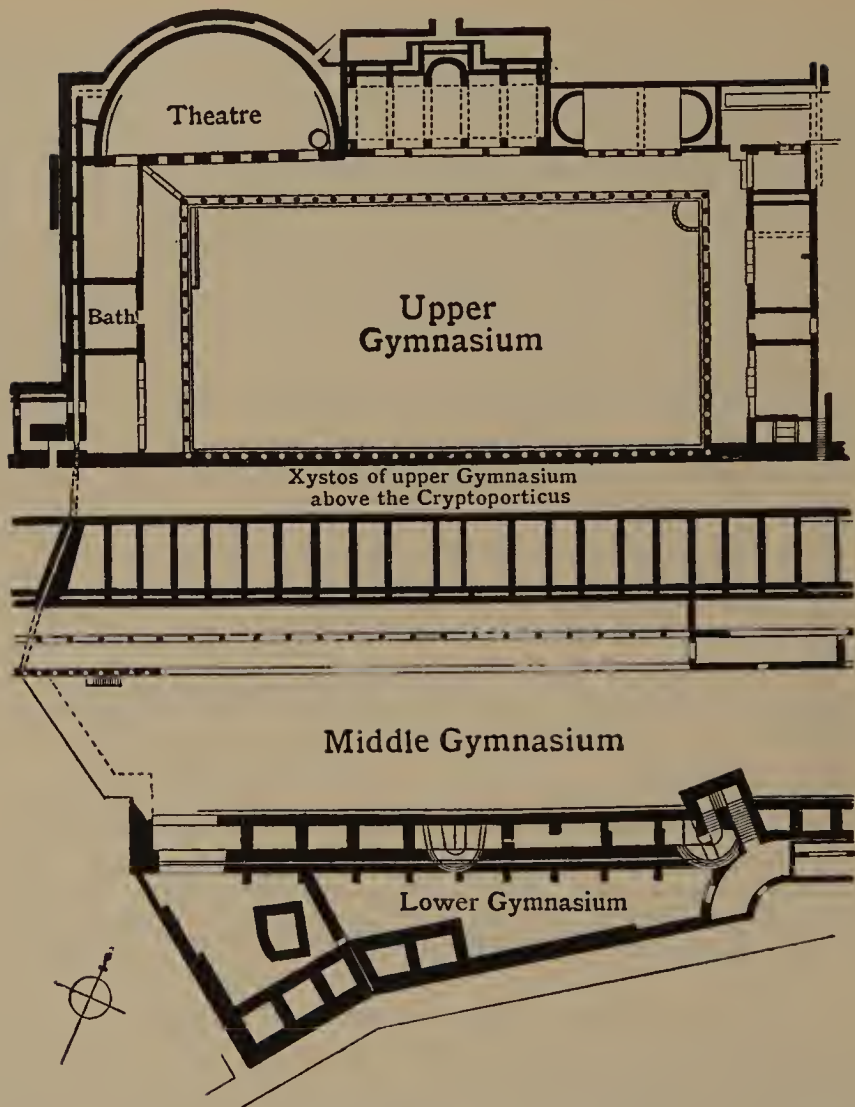 Theatre
Upper
Gymnasium
Bath
Xystos of upper Gymnasium
above the Cryptoporticus
Middle Gymnasium
Lower Gymnasium